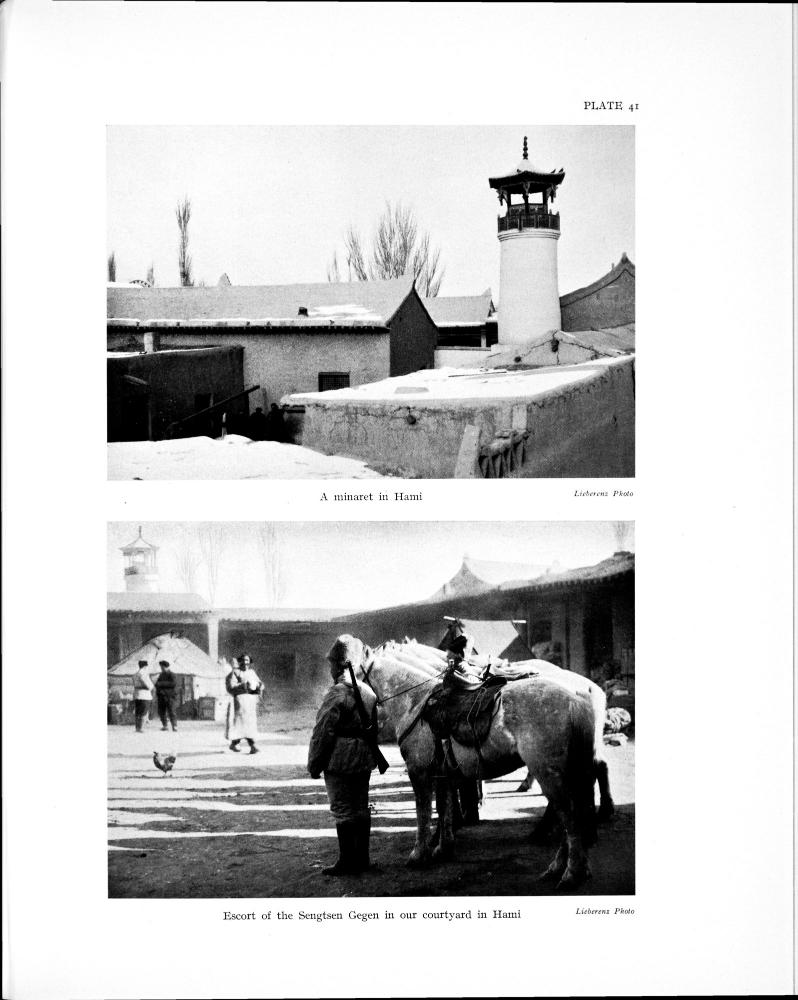 PLATE 41
A minaret in Hami
Lieberenz Photo
Escort of the Sengtsen Gegen in our courtyard in Hami
Lieberenz Photo